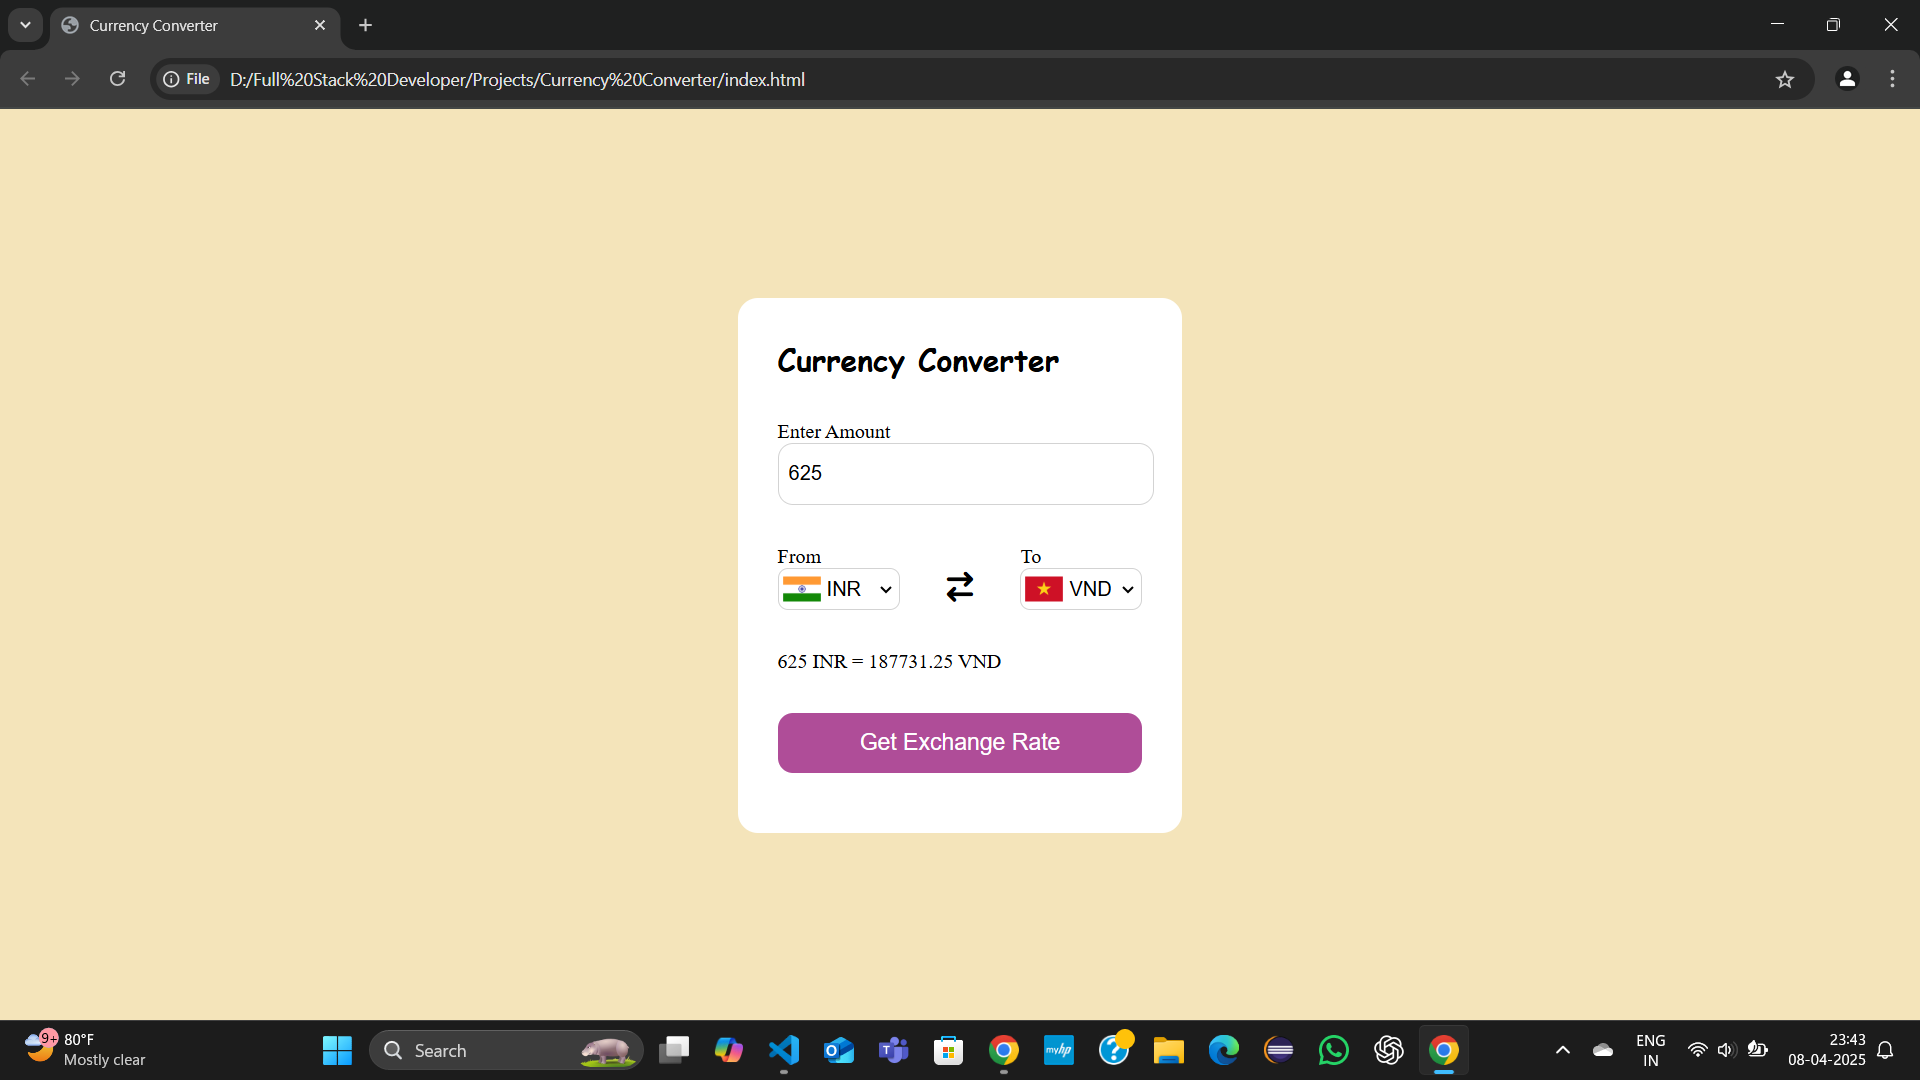 Currency Converter
File
D:/Full%20Stack%20Developer/Projects/Currency%20Converter/index.html
Currency Converter
Enter Amount
625
From
To
INR
VND
625 INR = 187731.25 VND
Get Exchange Rate
9+
80°F
Mostly clear
Search
myhp
ENG
IN
23:43
08-04-2025